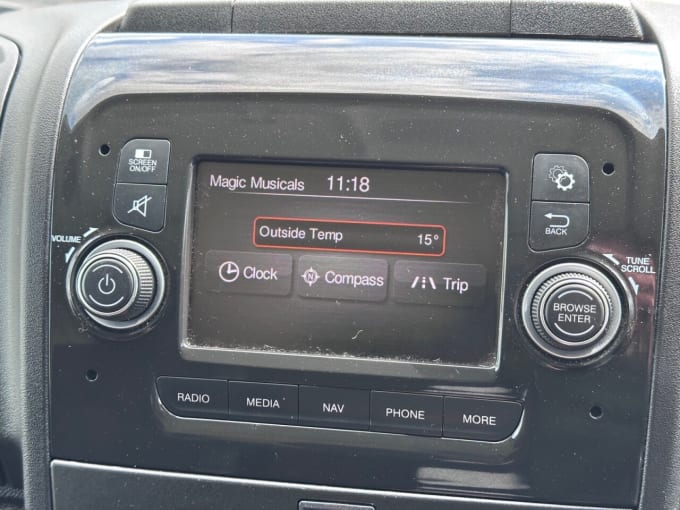 SCREEN
ON/OFF
VOLUME
Magic Musicals 11:18
Outside Temp 15°
Clock N Compass Trip
BACK
TUNE
SCROLL
BROWSE
ENTER
RADIO MEDIA NAV PHONE MORE